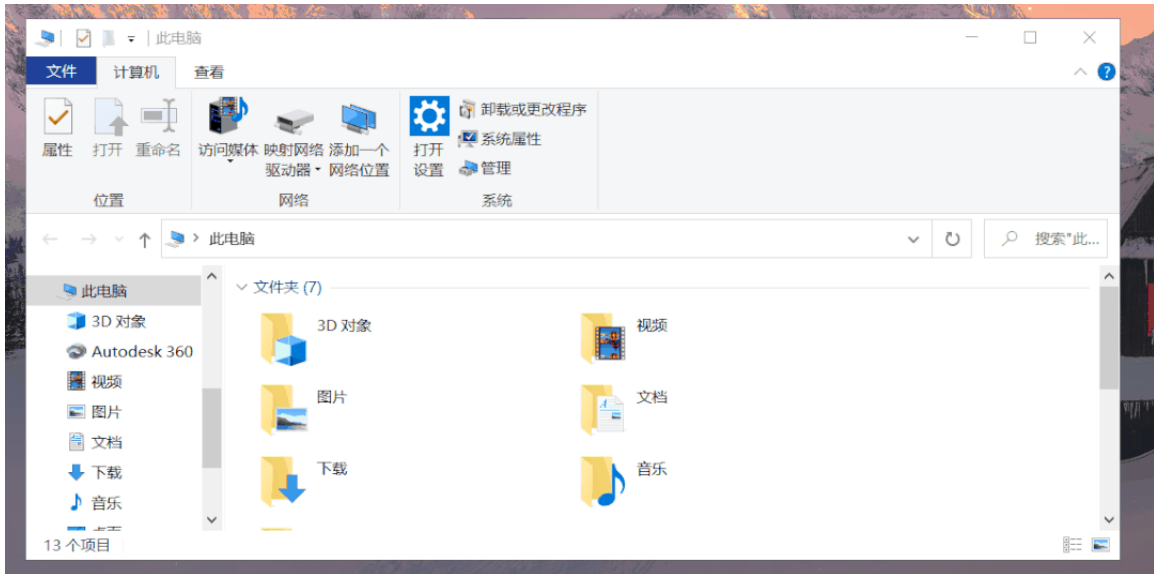 此电脑
文件 计算机 查看
属性 打开 重命名 访问媒体 映射网络驱动器 添加一个网络位置 打开设置 卸载或更改程序
系统属性
管理
位置 网络 系统
此电脑 搜索"此...
此电脑
3D 对象
Autodesk 360
视频
图片
文档
下载
音乐
文件夹 (7)
3D 对象 视频
图片 文档
下载 音乐
13 个项目